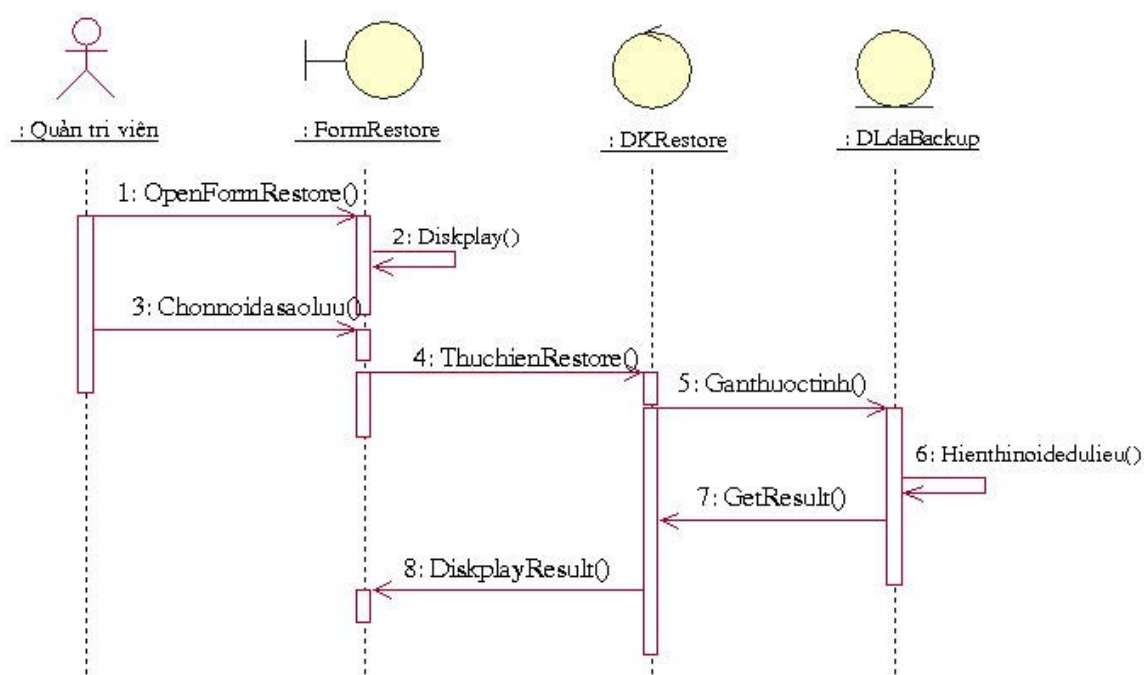 : Quản trị viên
: FormRestore
: DKRestore
: DLdaBackup
1: OpenFormRestore()
2: Diskplay()
3: Chonnoidasaoluu()
4: ThuchienRestore()
5: Ganthuoctinh()
6: Hienthinoidedulieu()
7: GetResult()
8: DiskplayResult()